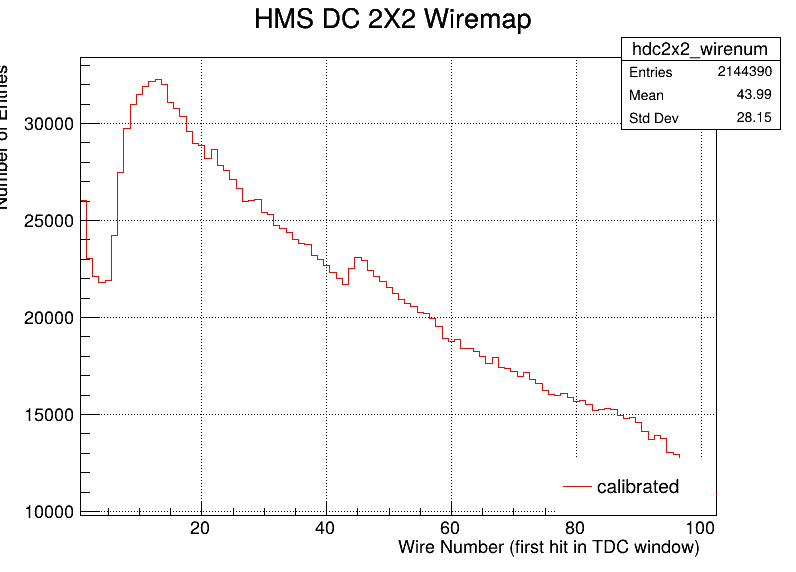 HMS DC 2X2 Wiremap
hdc2x2_wirenum
Entries 2144390
Mean 43.99
Std Dev 28.15
Number of Entries
30000
25000
20000
15000
10000
calibrated
20 40 60 80 100
Wire Number (first hit in TDC window)